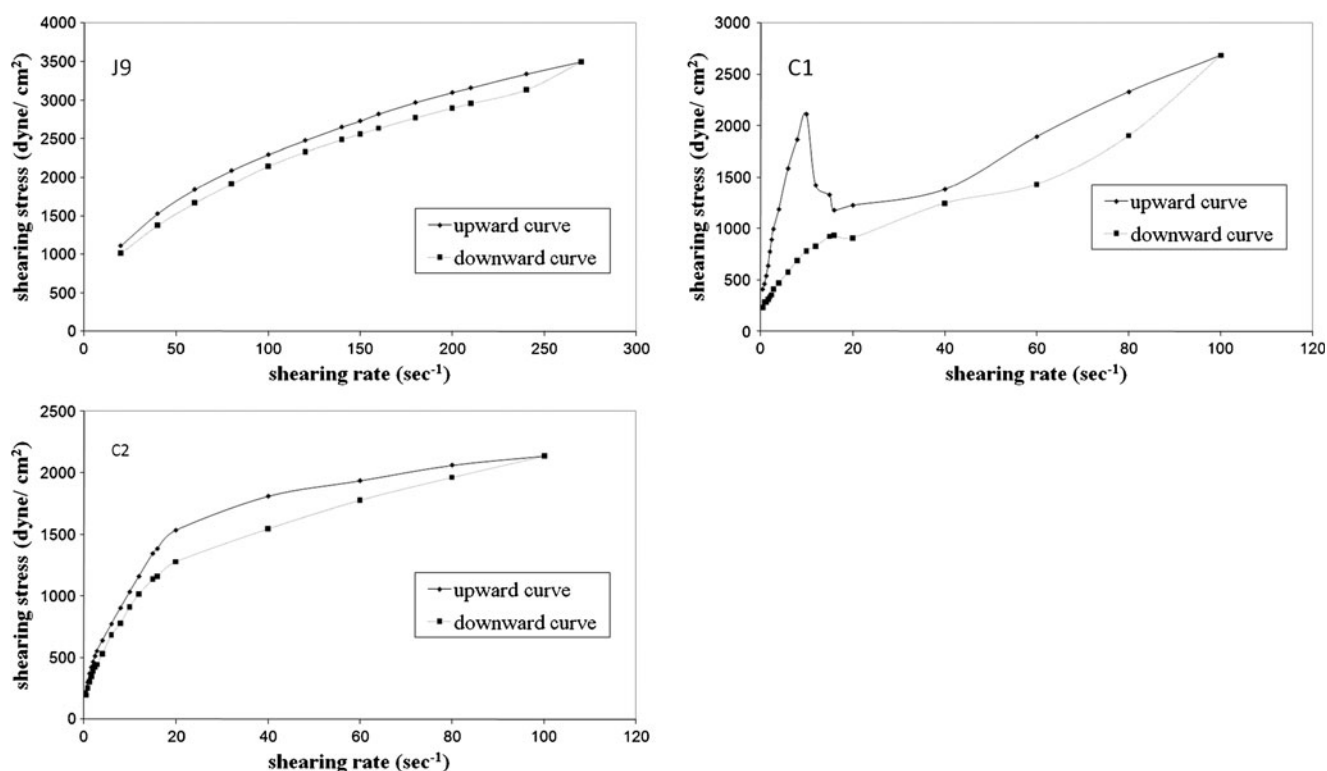 J9
shearing stress (dyne/ cm²)
4000
3500
3000
2500
2000
1500
1000
500
0
upward curve
downward curve
0 50 100 150 200 250 300
shearing rate (sec⁻¹)
C1
shearing stress (dyne/ cm²)
3000
2500
2000
1500
1000
500
0
upward curve
downward curve
0 20 40 60 80 100 120
shearing rate (sec⁻¹)
C2
shearing stress (dyne/ cm²)
2500
2000
1500
1000
500
0
upward curve
downward curve
0 20 40 60 80 100 120
shearing rate (sec⁻¹)